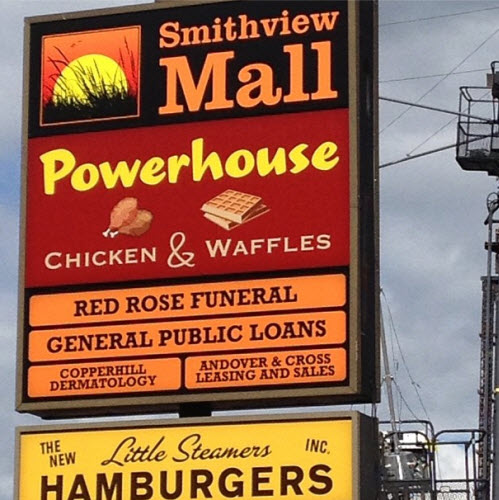 Smithview
Mall
Powerhouse
CHICKEN & WAFFLES
RED ROSE FUNERAL
GENERAL PUBLIC LOANS
COPPERHILL
DERMATOLOGY
ANDOVER & CROSS
LEASING AND SALES
THE
NEW
Little Steamers
INC.
HAMBURGERS